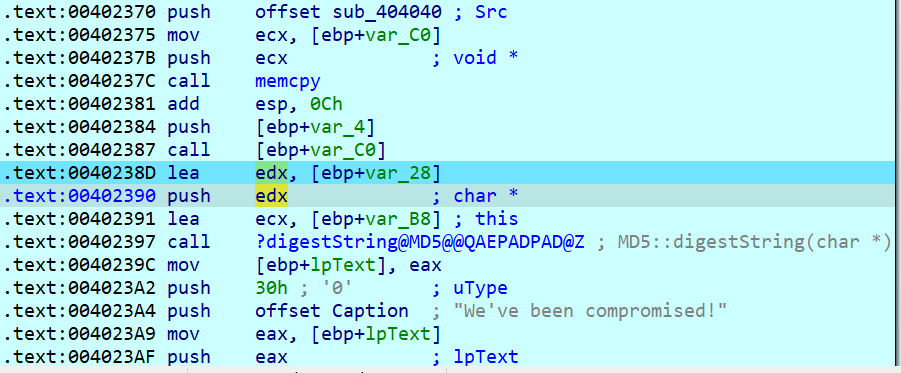 .text:00402370 push    offset sub_404040 ; Src
.text:00402375 mov     ecx, [ebp+var_C0]
.text:0040237B push    ecx             ; void *
.text:0040237C call    memcpy
.text:00402381 add     esp, 0Ch
.text:00402384 push    [ebp+var_4]
.text:00402387 call    [ebp+var_C0]
.text:0040238D lea     edx, [ebp+var_28]
.text:00402390 push    edx             ; char *
.text:00402391 lea     ecx, [ebp+var_B8] ; this
.text:00402397 call    ?digestString@MD5@@QAEPADPAD@Z ; MD5::digestString(char *)
.text:0040239C mov     [ebp+lpText], eax
.text:004023A2 push    30h ; '0'       ; uType
.text:004023A4 push    offset Caption  ; "We've been compromised!"
.text:004023A9 mov     eax, [ebp+lpText]
.text:004023AF push    eax             ; lpText